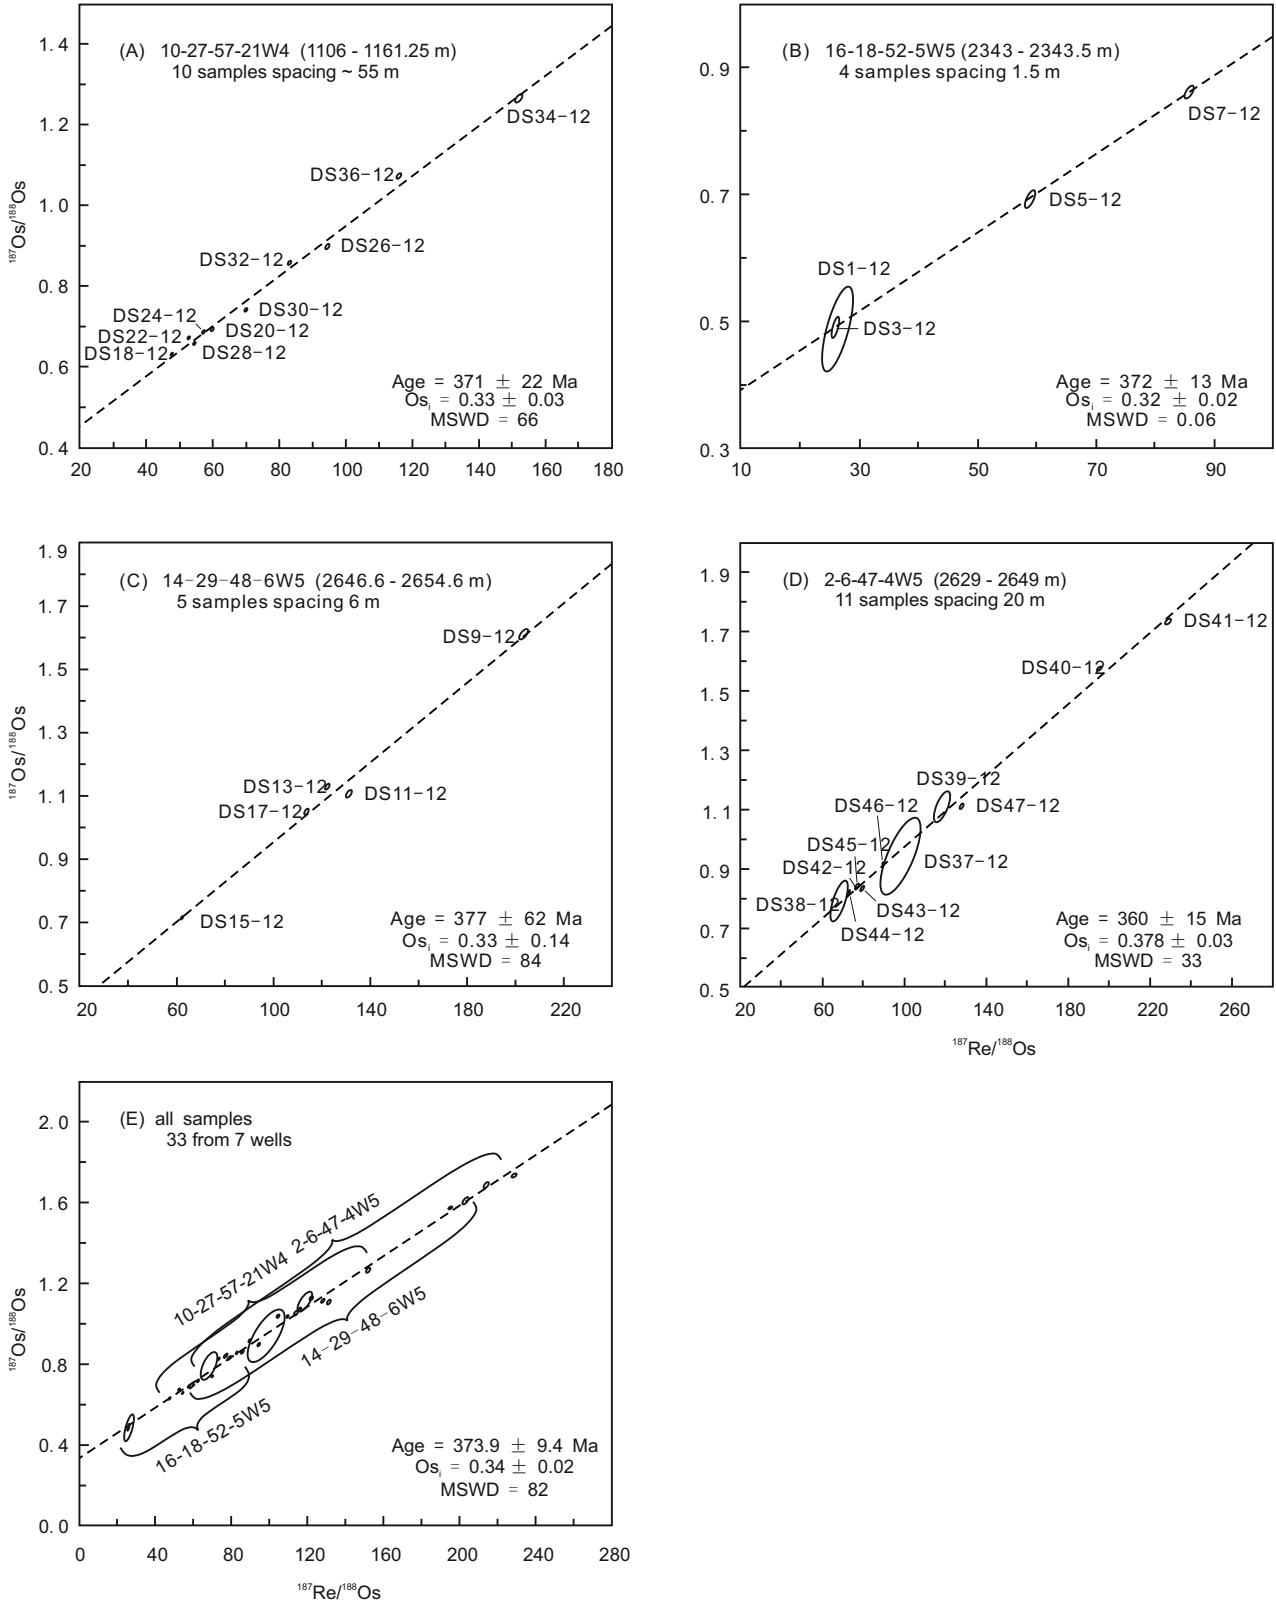 (A) 10-27-57-21W4 (1106 - 1161.25 m)
10 samples spacing ~ 55 m
187Os/188Os
1.4
1.2
1.0
0.8
0.6
0.4
DS34-12
DS36-12
DS26-12
DS32-12
DS30-12
DS24-12
DS20-12
DS22-12
DS18-12
DS28-12
Age = 371 ± 22 Ma
Osi = 0.33 ± 0.03
MSWD = 66
20 40 60 80 100 120 140 160 180
(B) 16-18-52-5W5 (2343 - 2343.5 m)
4 samples spacing 1.5 m
0.9
0.7
0.5
0.3
DS7-12
DS5-12
DS1-12
DS3-12
Age = 372 ± 13 Ma
Osi = 0.32 ± 0.02
MSWD = 0.06
10 30 50 70 90
(C) 14-29-48-6W5 (2646.6 - 2654.6 m)
5 samples spacing 6 m
187Os/188Os
1.9
1.7
1.5
1.3
1.1
0.9
0.7
0.5
DS9-12
DS13-12
DS11-12
DS17-12
DS15-12
Age = 377 ± 62 Ma
Osi = 0.33 ± 0.14
MSWD = 84
20 60 100 140 180 220
(D) 2-6-47-4W5 (2629 - 2649 m)
11 samples spacing 20 m
1.9
1.7
1.5
1.3
1.1
0.9
0.7
0.5
DS41-12
DS40-12
DS39-12
DS46-12
DS47-12
DS45-12
DS37-12
DS42-12
DS38-12
DS43-12
DS44-12
Age = 360 ± 15 Ma
Osi = 0.378 ± 0.03
MSWD = 33
20 60 100 140 180 220 260
187Re/188Os
(E) all samples
33 from 7 wells
187Os/188Os
2.0
1.6
1.2
0.8
0.4
0.0
2-6-47-4W5
10-27-57-21W4
14-29-48-6W5
16-18-52-5W5
Age = 373.9 ± 9.4 Ma
Osi = 0.34 ± 0.02
MSWD = 82
0 40 80 120 160 200 240 280
187Re/188Os